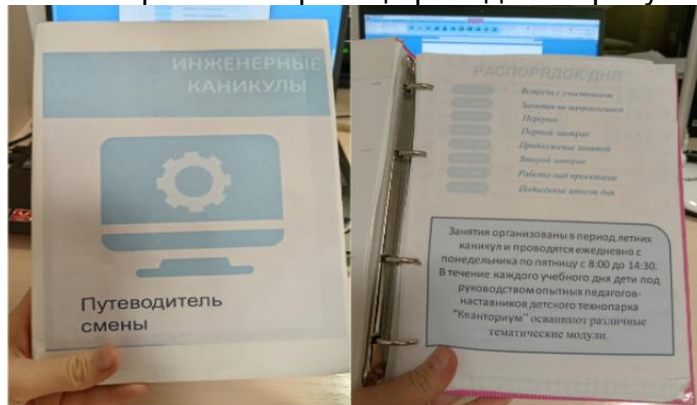 ИНЖЕНЕРНЫЕ
КАНИКУЛЫ
Путеводитель
смены
РАСПОРЯДОК ДНЯ
Встреча с участниками
Занятия по направлениям
Перерыв
Первый завтрак
Продолжение занятий
Второй завтрак
Работа над проектами
Подведение итогов дня
Занятия организованы в период летних
каникул и проводятся ежедневно с
понедельника по пятницу с 8:00 до 14:30.
В течение каждого учебного дня дети под
руководством опытных педагогов-
наставников детского технопарка
"Кванториум" осваивают различные
тематические модули.